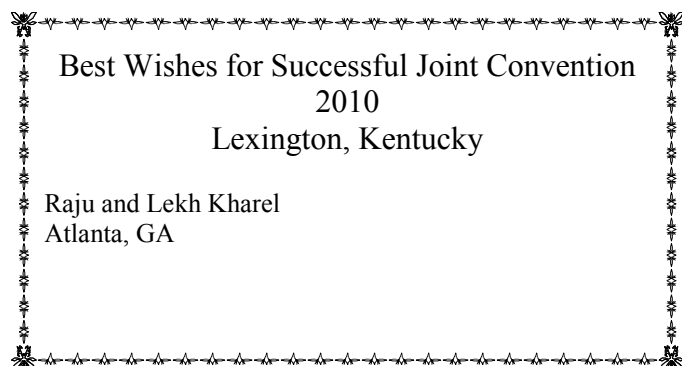 Best Wishes for Successful Joint Convention
2010
Lexington, Kentucky
Raju and Lekh Kharel
Atlanta, GA